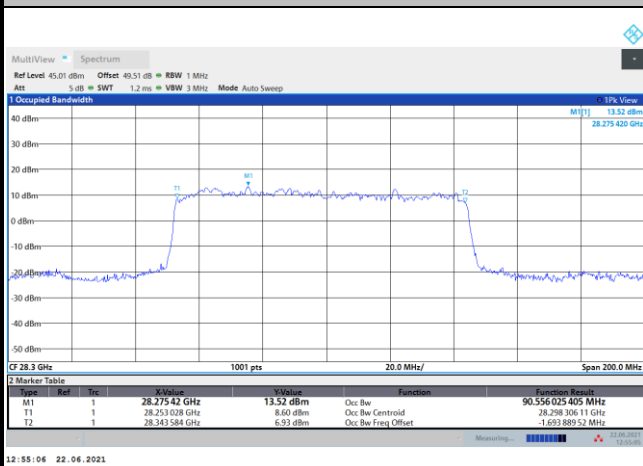 MultiView Spectrum
Ref Level 45.01 dBm Offset 49.51 dB RBW 1 MHz
Att 5 dB SWT 1.2 ms VBW 3 MHz Mode Auto Sweep
1 Occupied Bandwidth 1Pk View
M1[1] 13.52 dBm
28.275 420 GHz
40 dBm
30 dBm
20 dBm
M1
T1
T2
10 dBm
0 dBm
-10 dBm
-20 dBm
-30 dBm
-40 dBm
-50 dBm
CF 28.3 GHz 1001 pts 20.0 MHz/ Span 200.0 MHz
2 Marker Table
Type Ref Trc X-Value Y-Value Function Function Result
M1 1 28.27542 GHz 13.52 dBm Occ Bw 90.556 025 405 MHz
T1 1 28.253 028 GHz 8.60 dBm Occ Bw Centroid 28.298 306 11 GHz
T2 1 28.343 584 GHz 6.93 dBm Occ Bw Freq Offset -1.693 889 52 MHz
Measuring... 22.06.2021
12:55:05
12:55:06 22.06.2021